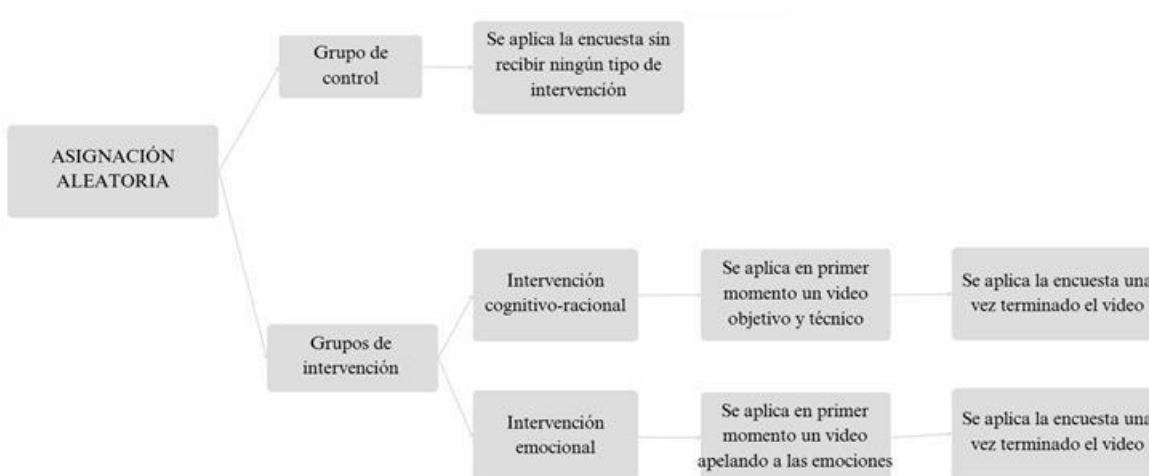 Grupo de
control
Se aplica la encuesta sin
recibir ningún tipo de
intervención
ASIGNACIÓN
ALEATORIA
Grupos de
intervención
Intervención
cognitivo-racional
Se aplica en primer
momento un video
objetivo y técnico
Se aplica la encuesta una
vez terminado el video
Intervención
emocional
Se aplica en primer
momento un video
apelando a las emociones
Se aplica la encuesta una
vez terminado el video